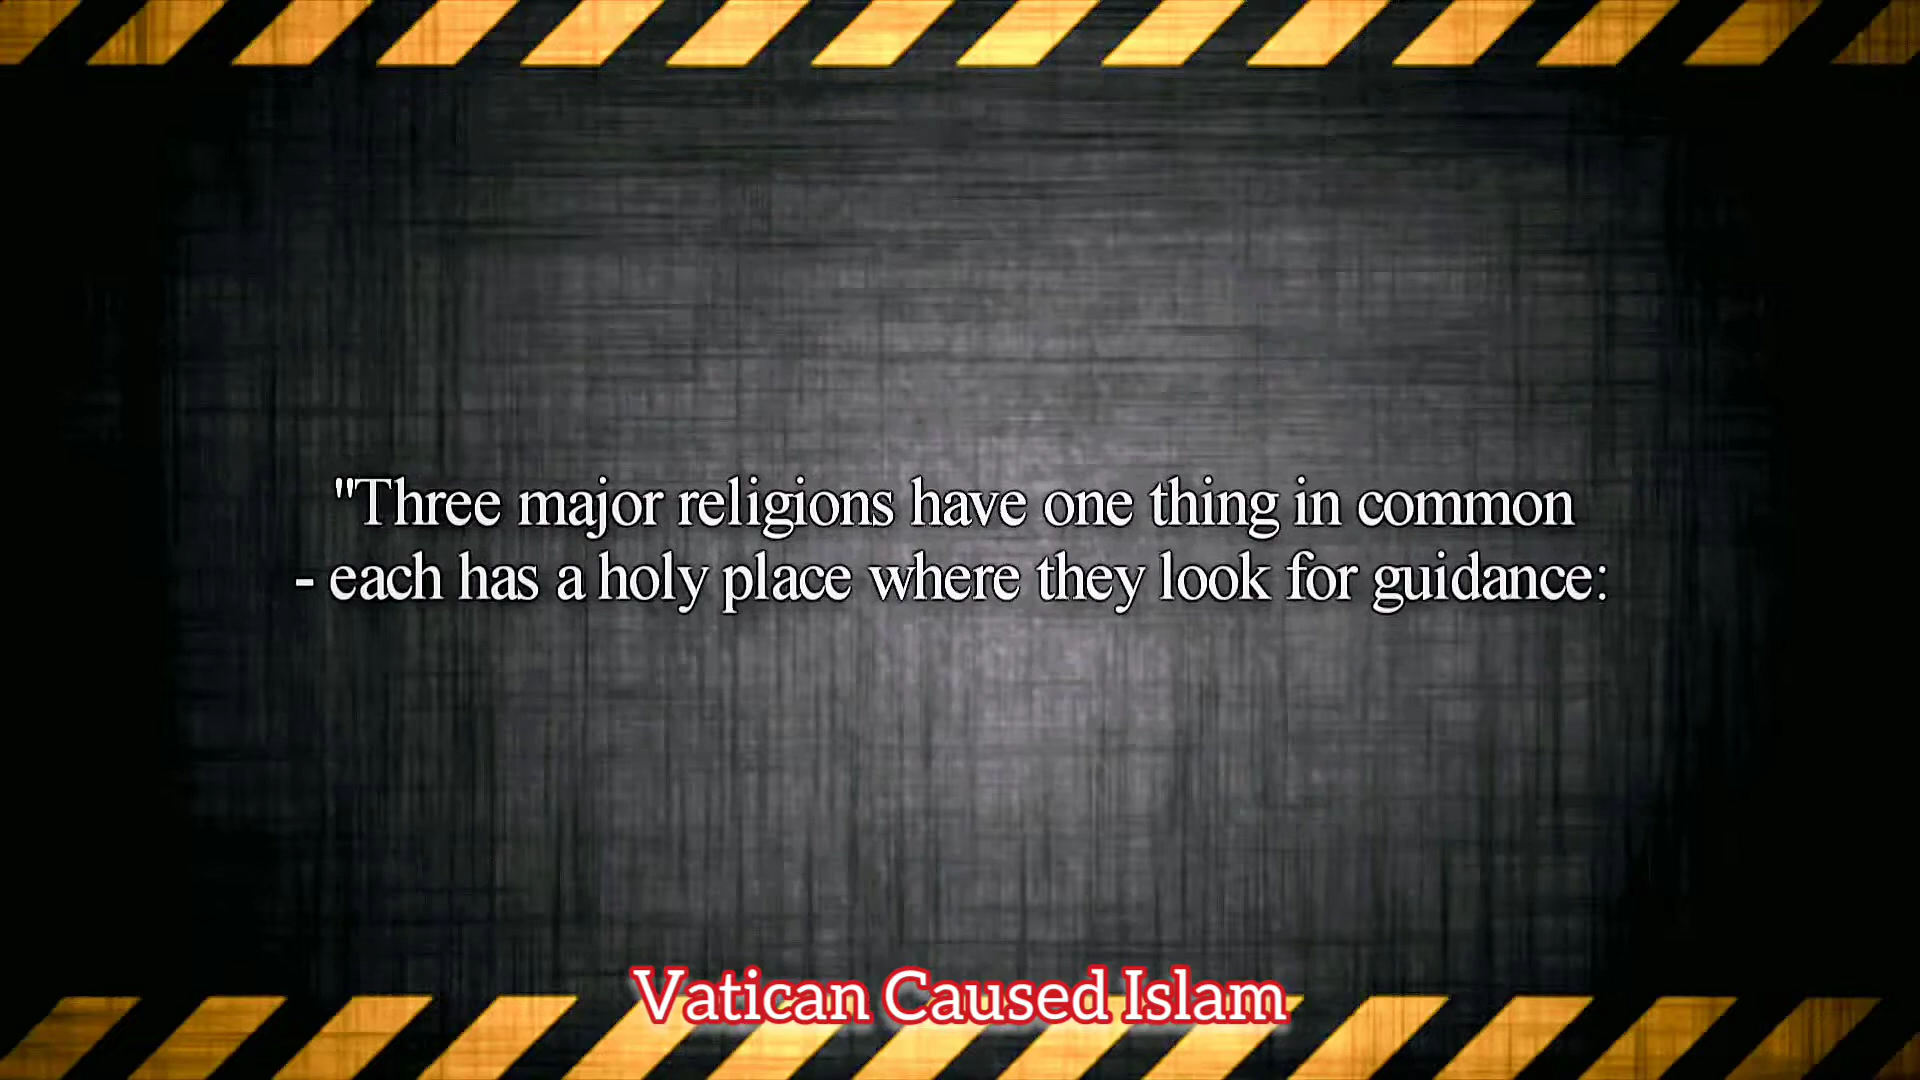 "Three major religions have one thing in common
- each has a holy place where they look for guidance:
Vatican Caused Islam